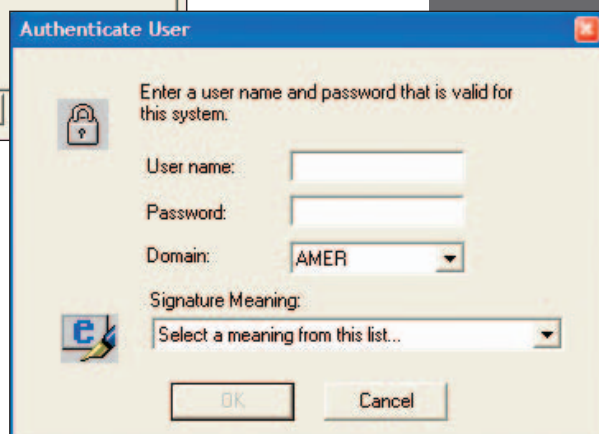 Authenticate User
Enter a user name and password that is valid for
this system.
User name:
Password:
Domain:
AMER
Signature Meaning:
e
Select a meaning from this list...
OK
Cancel